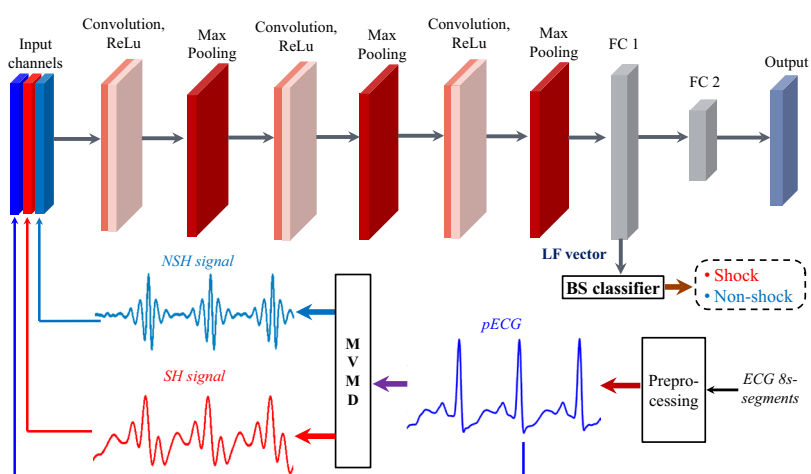 Input
channels
Convolution,
ReLu
Max
Pooling
Convolution,
ReLu
Max
Pooling
Convolution,
ReLu
Max
Pooling
FC 1
FC 2
Output
LF vector
BS classifier
• Shock
• Non-shock
NSH signal
SH signal
M
V
M
D
pECG
Prepro-
cessing
ECG 8s-
segments